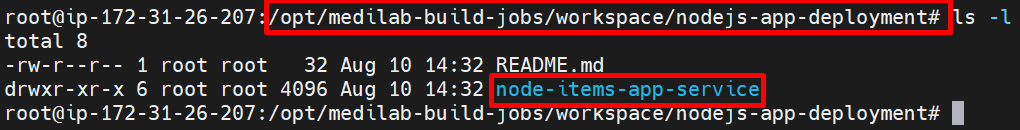 root@ip-172-31-26-207:/opt/medilab-build-jobs/workspace/nodejs-app-deployment# ls -l
total 8
-rw-r--r-- 1 root root   32 Aug 10 14:32 README.md
drwxr-xr-x 6 root root 4096 Aug 10 14:32 node-items-app-service
root@ip-172-31-26-207:/opt/medilab-build-jobs/workspace/nodejs-app-deployment#